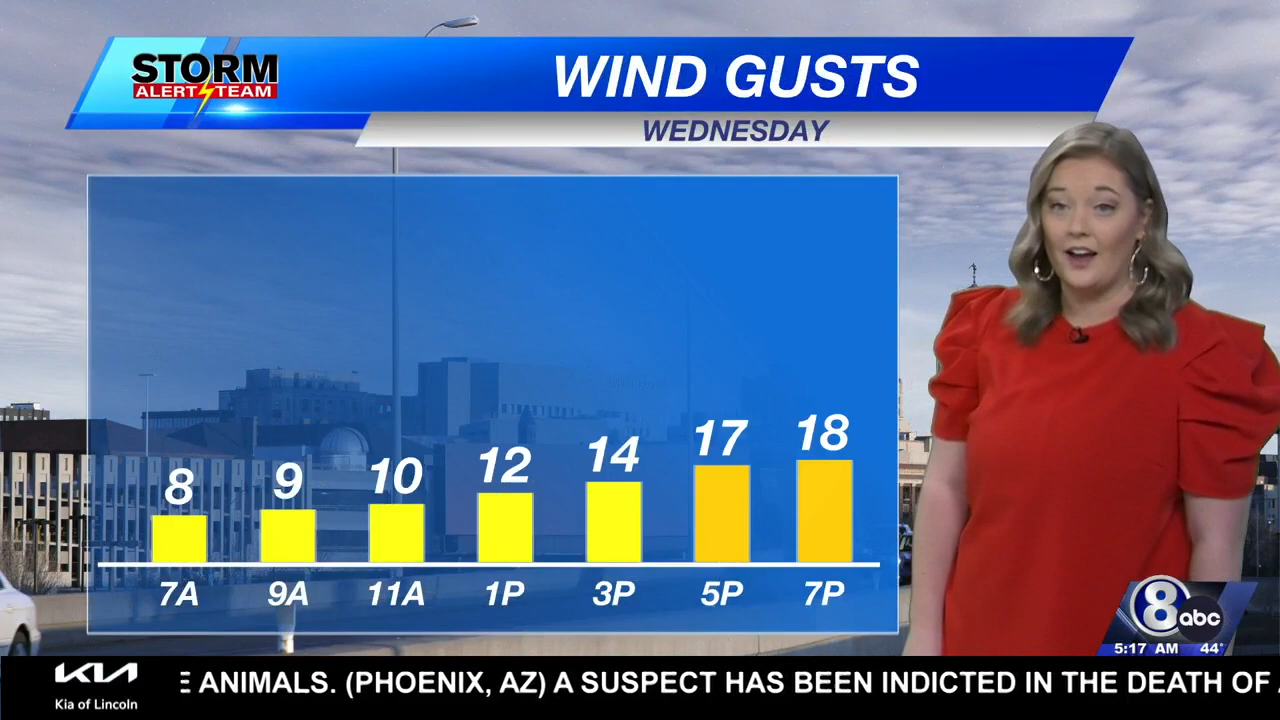 STORM
ALERT TEAM
WIND GUSTS
WEDNESDAY
8 9 10 12 14 17 18
7A 9A 11A 1P 3P 5P 7P
8 abc
5:17 AM 44°
KIA
Kia of Lincoln
ANIMALS. (PHOENIX, AZ) A SUSPECT HAS BEEN INDICTED IN THE DEATH OF